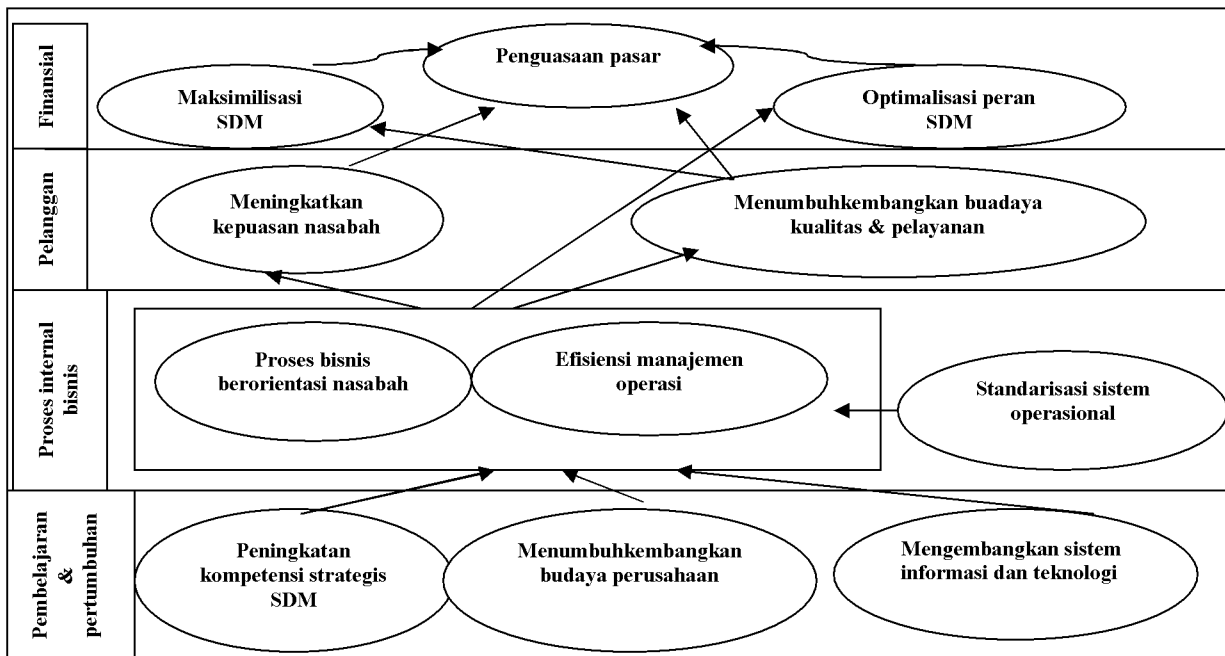 Finansial
Penguasaan pasar
Maksimilisasi
SDM
Optimalisasi peran
SDM
Pelanggan
Meningkatkan
kepuasan nasabah
Menumbuhkembangkan buadaya
kualitas & pelayanan
Proses internal
bisnis
Proses bisnis
berorientasi nasabah
Efisiensi manajemen
operasi
Standarisasi sistem
operasional
Pembelajaran
&
pertumbuhan
Peningkatan
kompetensi strategis
SDM
Menumbuhkembangkan
budaya perusahaan
Mengembangkan sistem
informasi dan teknologi